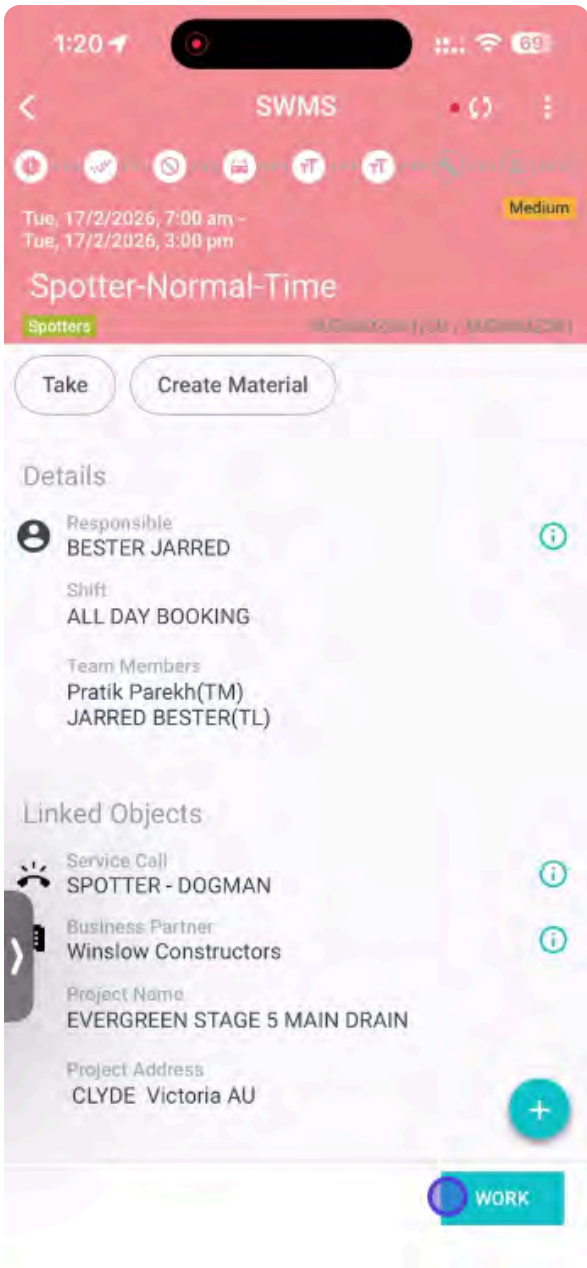 1:20
69
SWMS
Tue, 17/2/2026, 7:00 am -
Tue, 17/2/2026, 3:00 pm
Medium
Spotter-Normal-Time
Spotters
Take
Create Material
Details
Responsible
BESTER JARRED
Shift
ALL DAY BOOKING
Team Members
Pratik Parekh(TM)
JARRED BESTER(TL)
Linked Objects
Service Call
SPOTTER - DOGMAN
Business Partner
Winslow Constructors
Project Name
EVERGREEN STAGE 5 MAIN DRAIN
Project Address
CLYDE Victoria AU
WORK